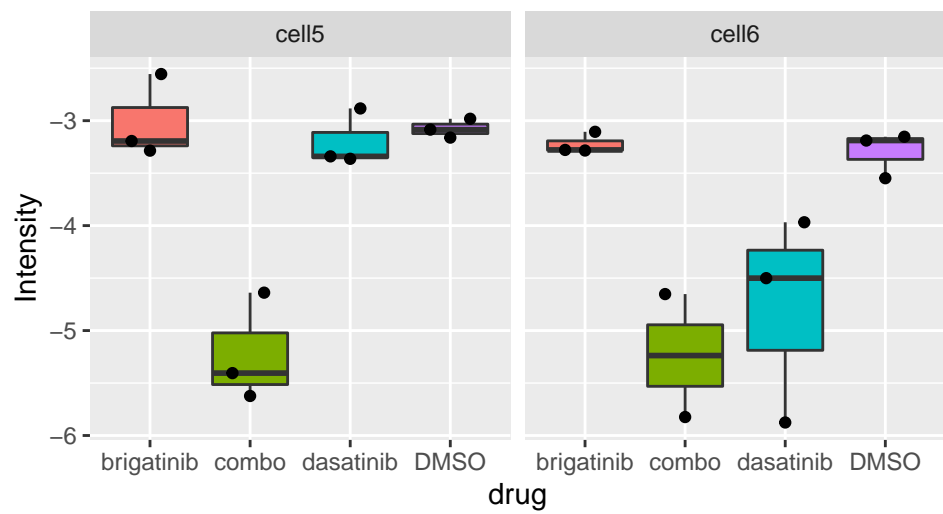 cell5 cell6
Intensity
−3
−4
−5
−6
brigatinib combo dasatinib DMSO brigatinib combo dasatinib DMSO
drug